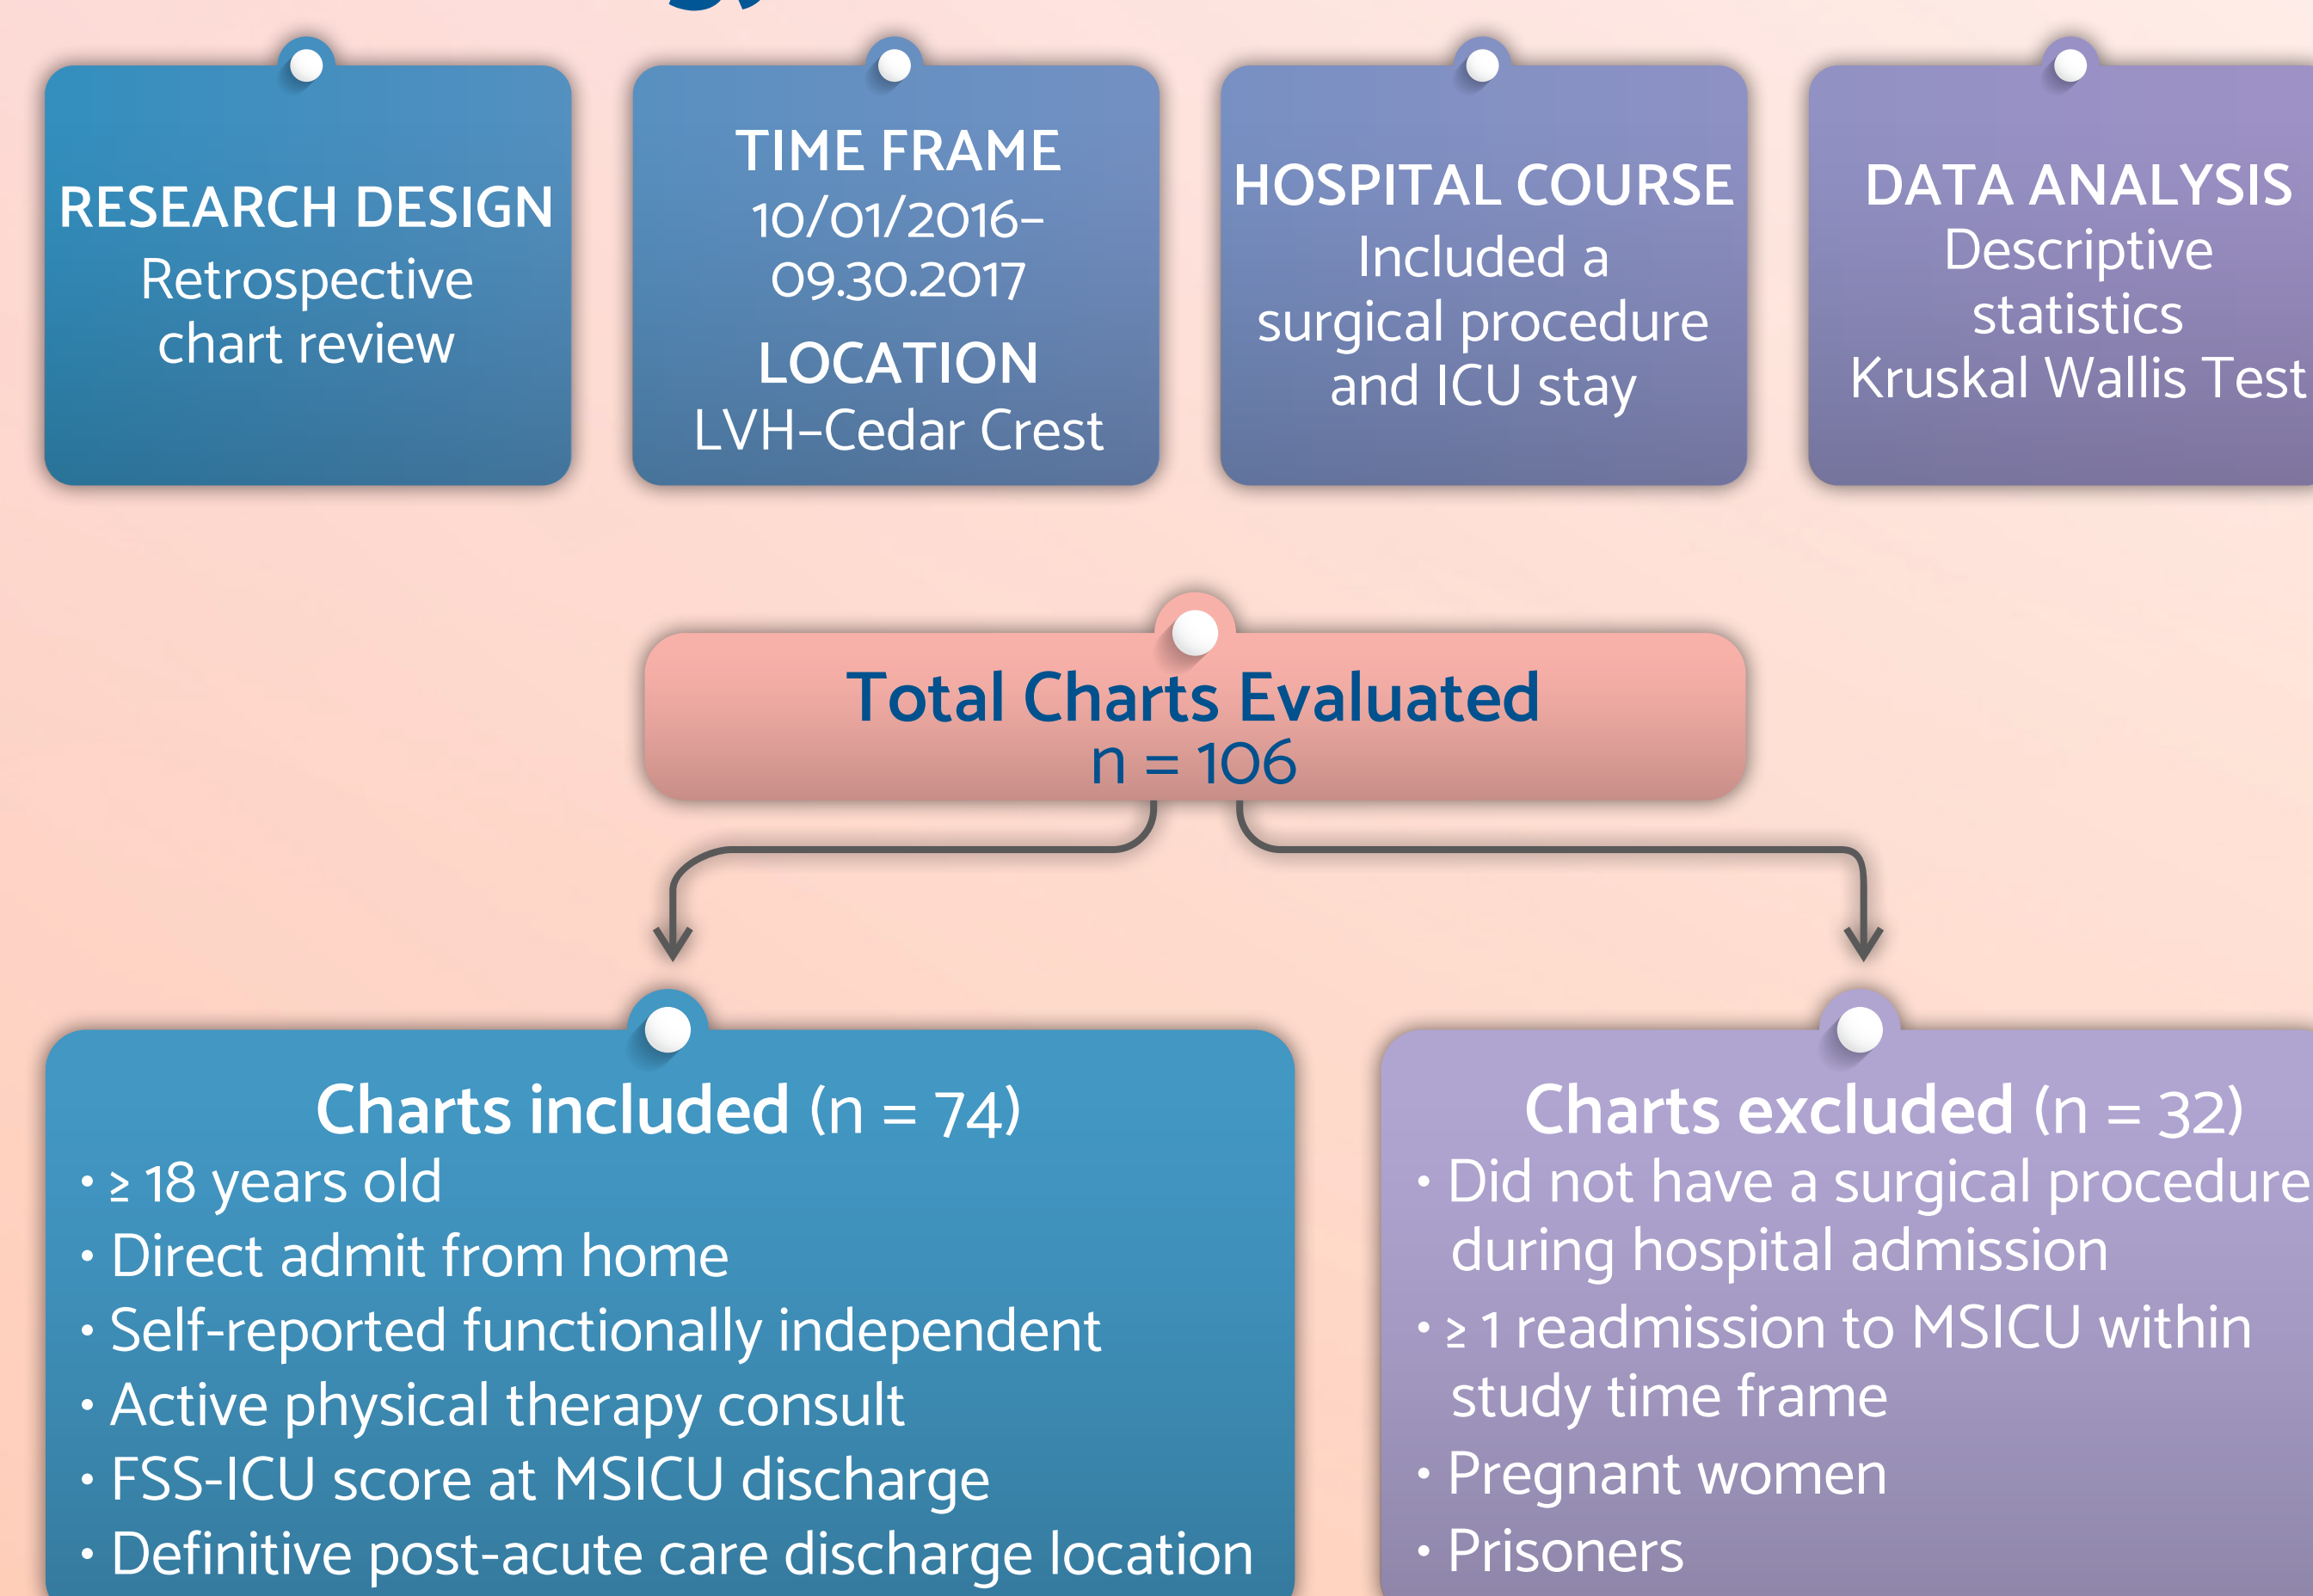 RESEARCH DESIGN
Retrospective
chart review
TIME FRAME
10/01/2016–
09.30.2017
LOCATION
LVH–Cedar Crest
HOSPITAL COURSE
Included a
surgical procedure
and ICU stay
DATA ANALYSIS
Descriptive
statistics
Kruskal Wallis Test
Total Charts Evaluated
n = 106
Charts included (n = 74)
• ≥ 18 years old
• Direct admit from home
• Self-reported functionally independent
• Active physical therapy consult
• FSS-ICU score at MSICU discharge
• Definitive post-acute care discharge location
Charts excluded (n = 32)
• Did not have a surgical procedure
during hospital admission
• ≥ 1 readmission to MSICU within
study time frame
• Pregnant women
• Prisoners